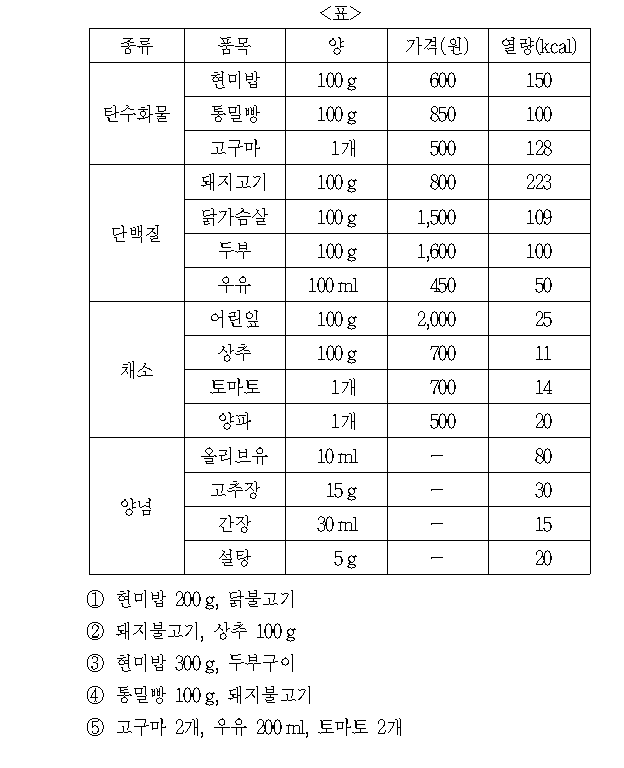 <표>
종류 품목 양 가격(원) 열량(kcal)
탄수화물 현미밥 100 g 600 150
통밀빵 100 g 850 100
고구마 1개 500 128
단백질 돼지고기 100 g 800 223
닭가슴살 100 g 1,500 109
두부 100 g 1,600 100
우유 100 ml 450 50
채소 어린잎 100 g 2,000 25
상추 100 g 700 11
토마토 1개 700 14
양파 1개 500 20
양념 올리브유 10 ml - 80
고추장 15 g - 30
간장 30 ml - 15
설탕 5 g - 20
① 현미밥 200 g, 닭불고기
② 돼지불고기, 상추 100 g
③ 현미밥 300 g, 두부구이
④ 통밀빵 100 g, 돼지불고기
⑤ 고구마 2개, 우유 200 ml, 토마토 2개